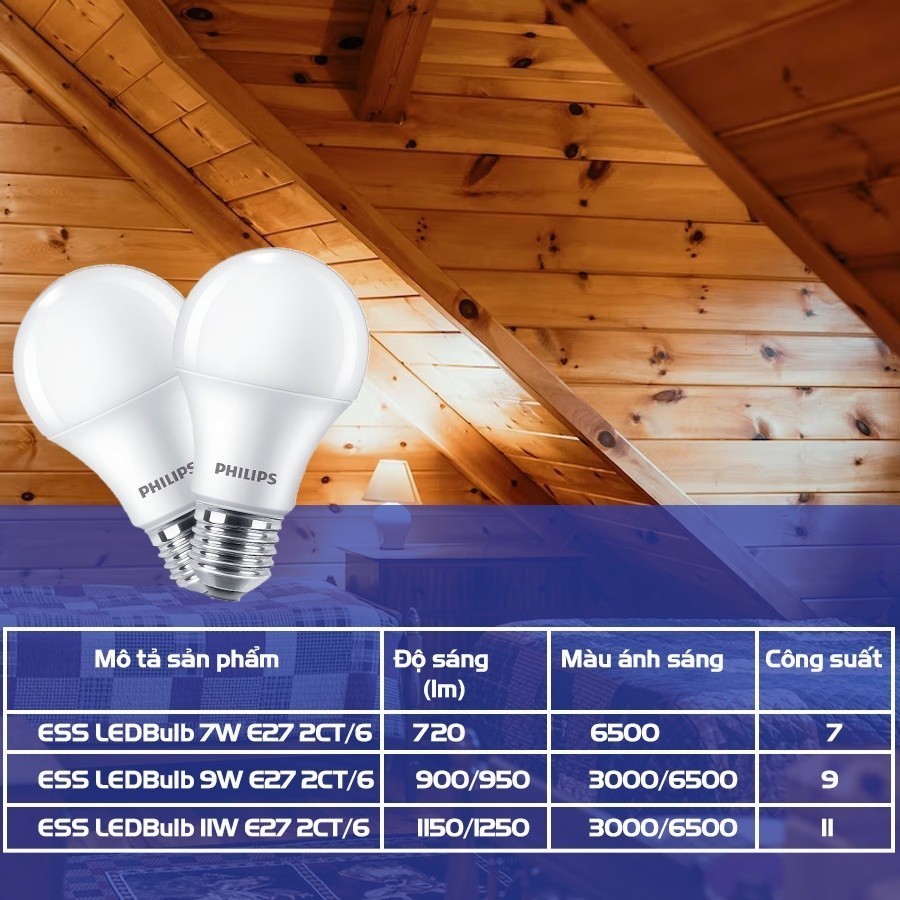 PHILIPS
PHILIPS
Mô tả sản phẩm Độ sáng (lm) Màu ánh sáng Công suất
ESS LEDBulb 7W E27 2CT/6 720 6500 7
ESS LEDBulb 9W E27 2CT/6 900/950 3000/6500 9
ESS LEDBulb 11W E27 2CT/6 1150/1250 3000/6500 11